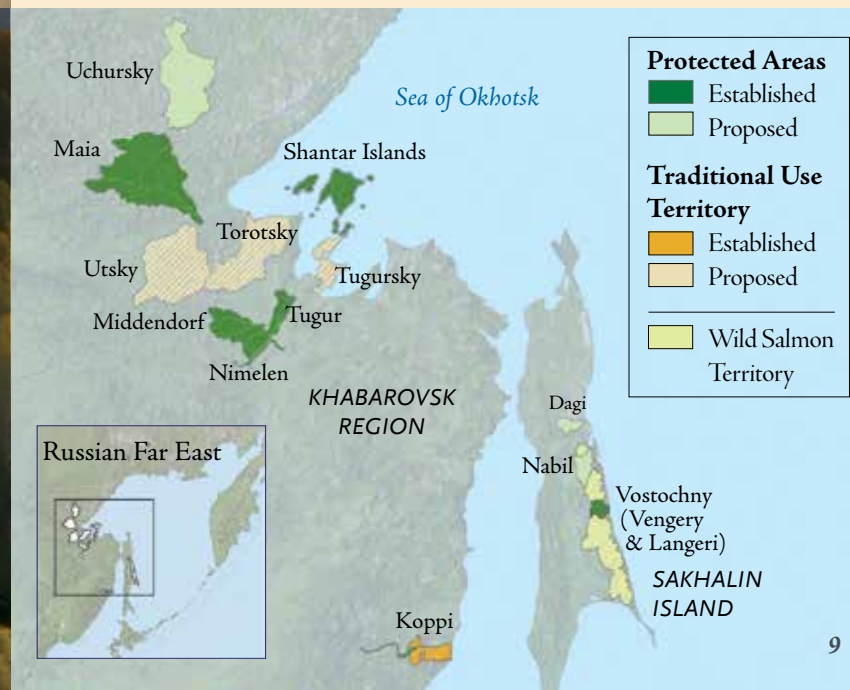 Uchursky
Sea of Okhotsk
Maia
Shantar Islands
Torotsky
Utsky
Tugursky
Middendorf
Tugur
Nimelen
KHABAROVSK
REGION
Dagi
Nabil
Vostochny
(Vengery
& Langeri)
SAKHALIN
ISLAND
Koppi
Russian Far East
Protected Areas
Established
Proposed
Traditional Use
Territory
Established
Proposed
Wild Salmon
Territory
9